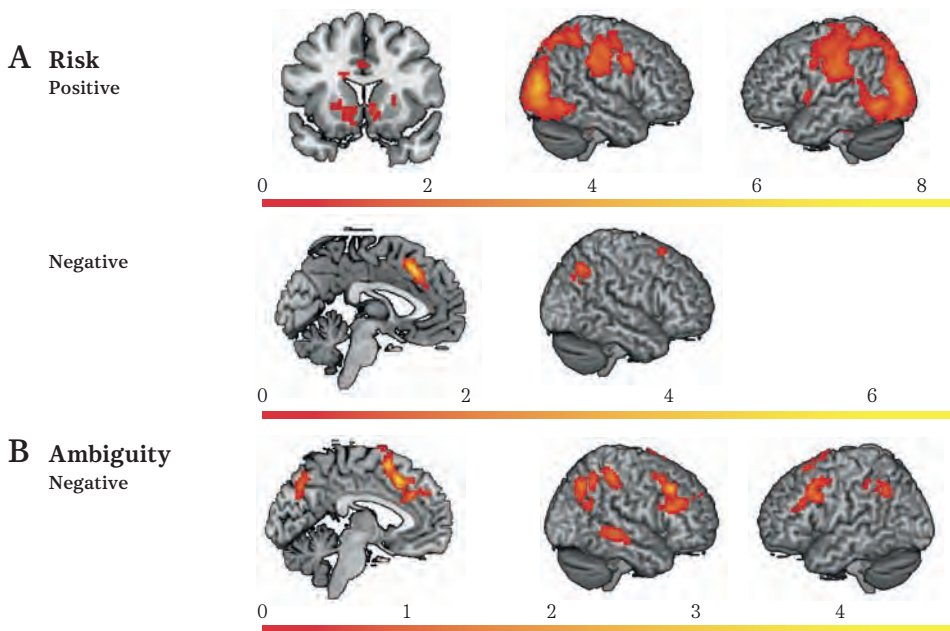 A Risk
Positive
0 2 4 6 8
Negative
0 2 4 6
B Ambiguity
Negative
0 1 2 3 4